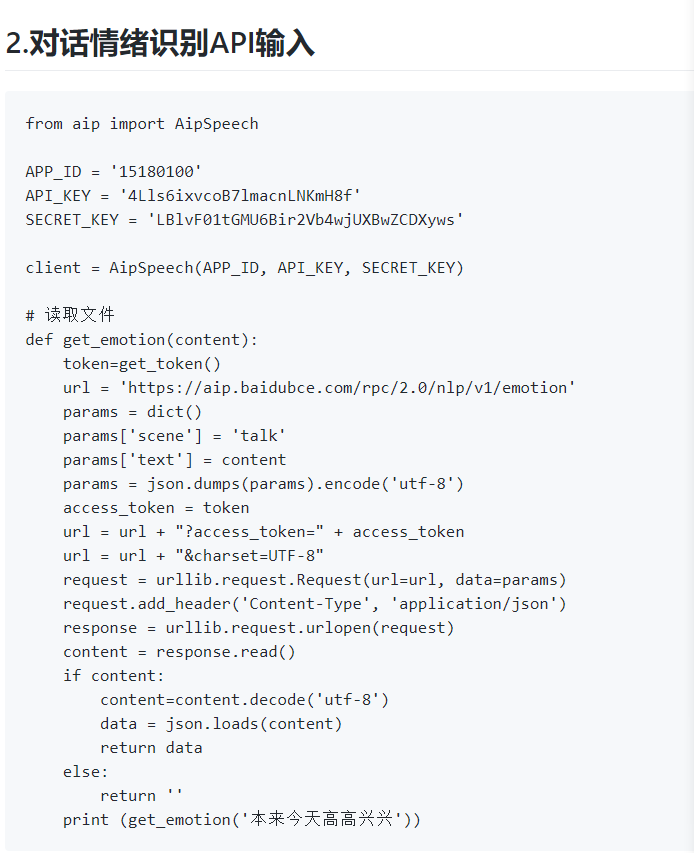 2.对话情绪识别API输入
from aip import AipSpeech
APP_ID = '15180100'
API_KEY = '4Lls6ixvcoB7lmacnLNKmH8f'
SECRET_KEY = 'LBlvF01tGMU6Bir2Vb4wjUXBwZCDXyws'
client = AipSpeech(APP_ID, API_KEY, SECRET_KEY)
# 读取文件
def get_emotion(content):
    token=get_token()
    url = 'https://aip.baidubce.com/rpc/2.0/nlp/v1/emotion'
    params = dict()
    params['scene'] = 'talk'
    params['text'] = content
    params = json.dumps(params).encode('utf-8')
    access_token = token
    url = url + "?access_token=" + access_token
    url = url + "&charset=UTF-8"
    request = urllib.request.Request(url=url, data=params)
    request.add_header('Content-Type', 'application/json')
    response = urllib.request.urlopen(request)
    content = response.read()
    if content:
        content=content.decode('utf-8')
        data = json.loads(content)
        return data
    else:
        return ''
    print (get_emotion('本来今天高高兴兴'))